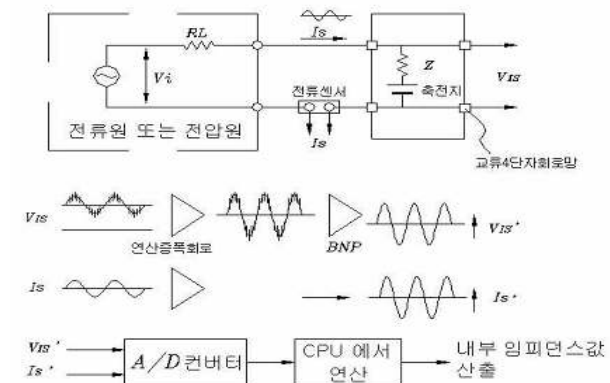 RL
Is
Vi
Z
축전지
VIS
전류센서
Is
전류원 또는 전압원
교류4단자회로망
VIS
연산증폭회로
BNP
VIS'
Is
Is'
VIS'
Is'
A/D컨버터
CPU 에서
연산
내부 임피던스값
산출